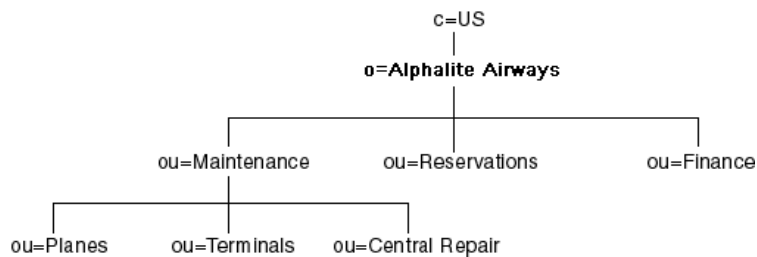 c=US
o=Alphalite Airways
ou=Maintenance ou=Reservations ou=Finance
ou=Planes ou=Terminals ou=Central Repair